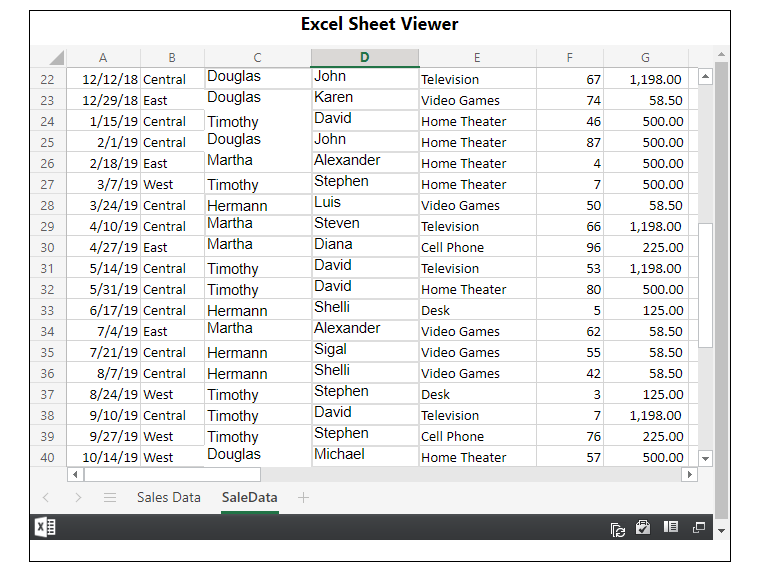 Excel Sheet Viewer
A B C D E F G
22 12/12/18 Central Douglas John Television 67 1,198.00
23 12/29/18 East Douglas Karen Video Games 74 58.50
24 1/15/19 Central Timothy David Home Theater 46 500.00
25 2/1/19 Central Douglas John Home Theater 87 500.00
26 2/18/19 East Martha Alexander Home Theater 4 500.00
27 3/7/19 West Timothy Stephen Home Theater 7 500.00
28 3/24/19 Central Hermann Luis Video Games 50 58.50
29 4/10/19 Central Martha Steven Television 66 1,198.00
30 4/27/19 East Martha Diana Cell Phone 96 225.00
31 5/14/19 Central Timothy David Television 53 1,198.00
32 5/31/19 Central Timothy David Home Theater 80 500.00
33 6/17/19 Central Hermann Shelli Desk 5 125.00
34 7/4/19 East Martha Alexander Video Games 62 58.50
35 7/21/19 Central Hermann Sigal Video Games 55 58.50
36 8/7/19 Central Hermann Shelli Video Games 42 58.50
37 8/24/19 West Timothy Stephen Desk 3 125.00
38 9/10/19 Central Timothy David Television 7 1,198.00
39 9/27/19 West Timothy Stephen Cell Phone 76 225.00
40 10/14/19 West Douglas Michael Home Theater 57 500.00
Sales Data SaleData